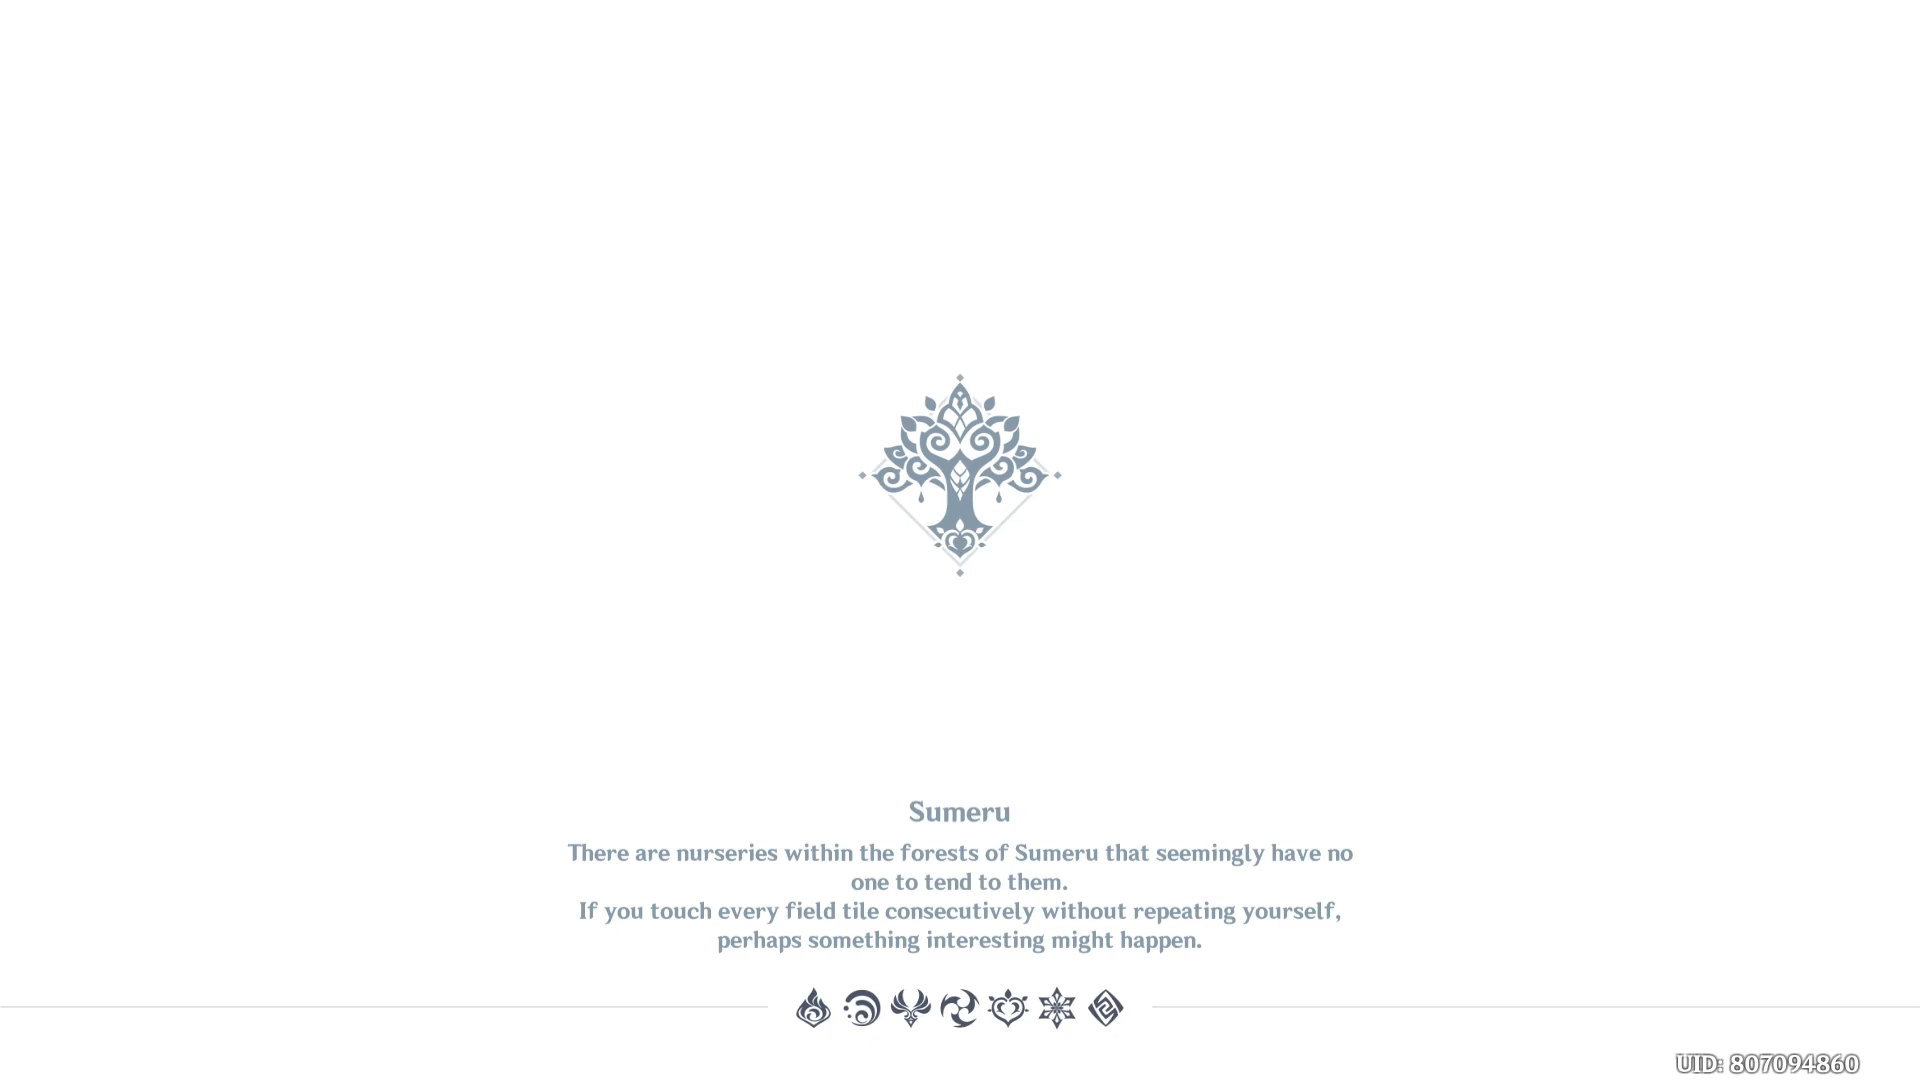 Sumeru
There are nurseries within the forests of Sumeru that seemingly have no
one to tend to them.
If you touch every field tile consecutively without repeating yourself,
perhaps something interesting might happen.
UID: 807094860